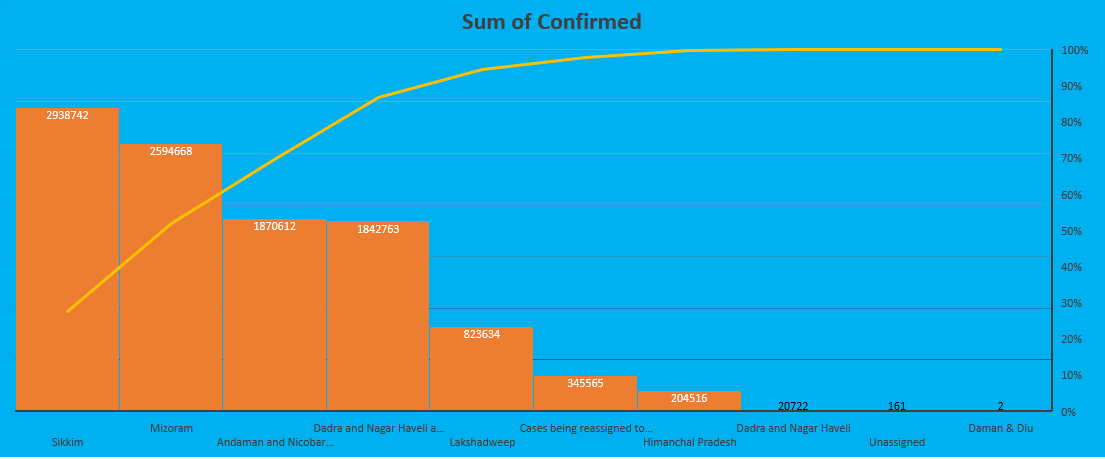 Sum of Confirmed
100%
90%
80%
70%
60%
50%
40%
30%
20%
10%
0%
2938742
2594668
1870612
1842763
823634
345565
204516
20722
161
2
Sikkim
Mizoram
Andaman and Nicobar...
Dadra and Nagar Haveli a...
Lakshadweep
Cases being reassigned to...
Himanchal Pradesh
Dadra and Nagar Haveli
Unassigned
Daman & Diu